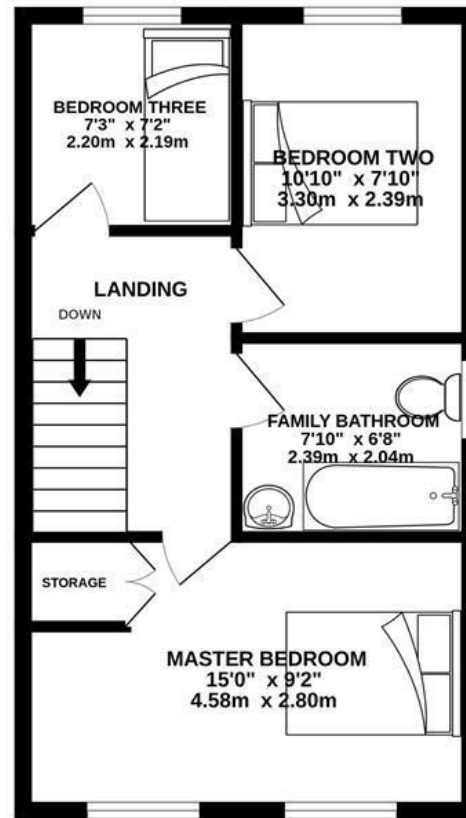 BEDROOM THREE
7'3" x 7'2"
2.20m x 2.19m
BEDROOM TWO
10'10" x 7'10"
3.30m x 2.39m
LANDING
DOWN
FAMILY BATHROOM
7'10" x 6'8"
2.39m x 2.04m
STORAGE
MASTER BEDROOM
15'0" x 9'2"
4.58m x 2.80m